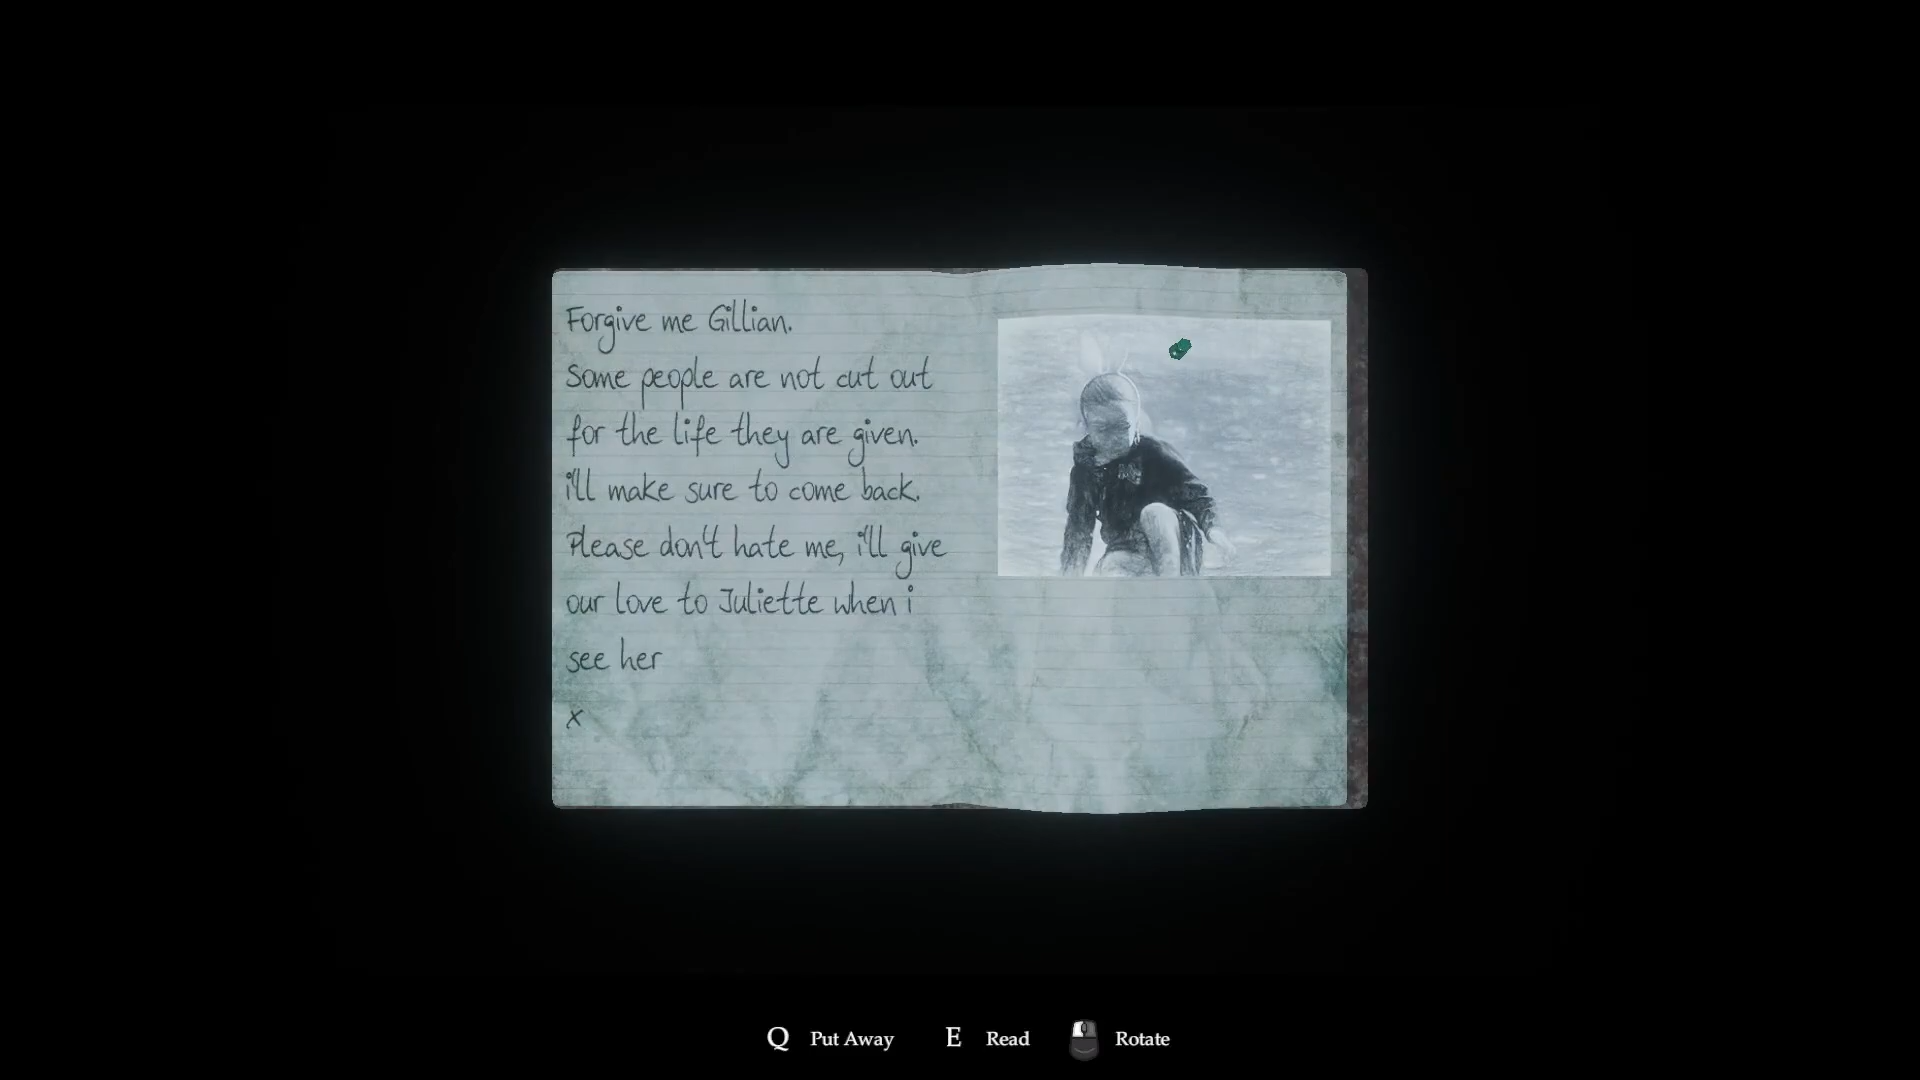 Forgive me Gillian.
Some people are not cut out
for the life they are given.
i'll make sure to come back.
Please don't hate me, i'll give
our love to Juliette when i
see her
x
Q Put Away E Read Rotate